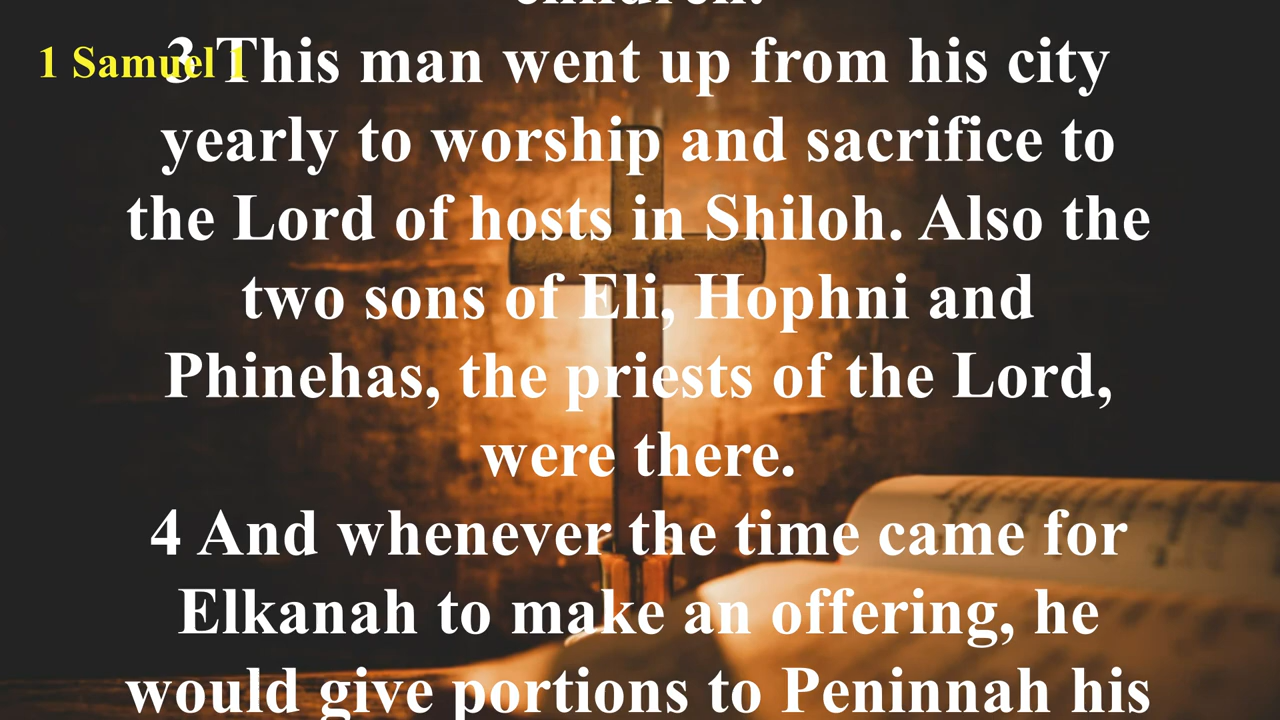 children.
1 Samuel 1
3 This man went up from his city
yearly to worship and sacrifice to
the Lord of hosts in Shiloh. Also the
two sons of Eli, Hophni and
Phinehas, the priests of the Lord,
were there.
4 And whenever the time came for
Elkanah to make an offering, he
would give portions to Peninnah his